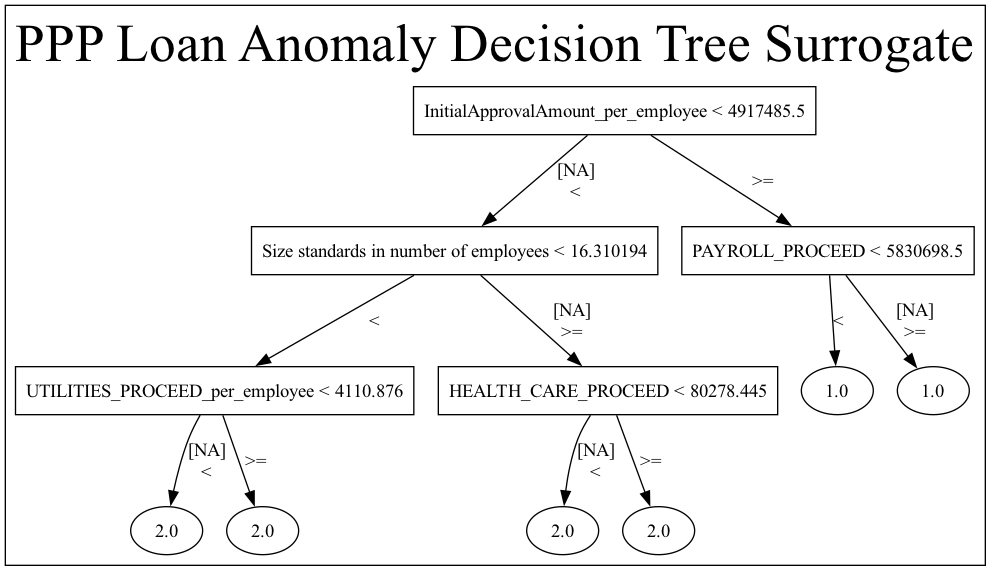 PPP Loan Anomaly Decision Tree Surrogate
InitialApprovalAmount_per_employee < 4917485.5
[NA]
<
>=
Size standards in number of employees < 16.310194
PAYROLL_PROCEED < 5830698.5
<
[NA]
>=
<
[NA]
>=
UTILITIES_PROCEED_per_employee < 4110.876
HEALTH_CARE_PROCEED < 80278.445
1.0
1.0
[NA]
<
>=
[NA]
<
>=
2.0
2.0
2.0
2.0